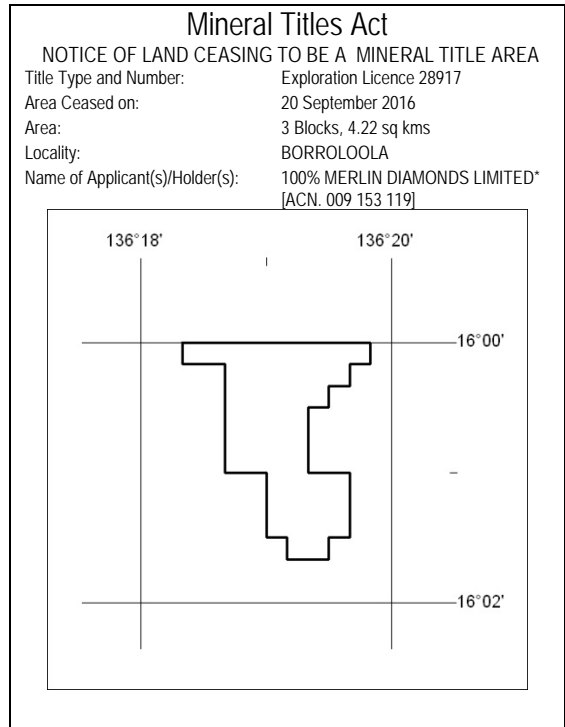 Mineral Titles Act
NOTICE OF LAND CEASING TO BE A MINERAL TITLE AREA
Title Type and Number: Exploration Licence 28917
Area Ceased on: 20 September 2016
Area: 3 Blocks, 4.22 sq kms
Locality: BORROLOOLA
Name of Applicant(s)/Holder(s): 100% MERLIN DIAMONDS LIMITED*
[ACN. 009 153 119]
136°18' 136°20'
16°00'
16°02'